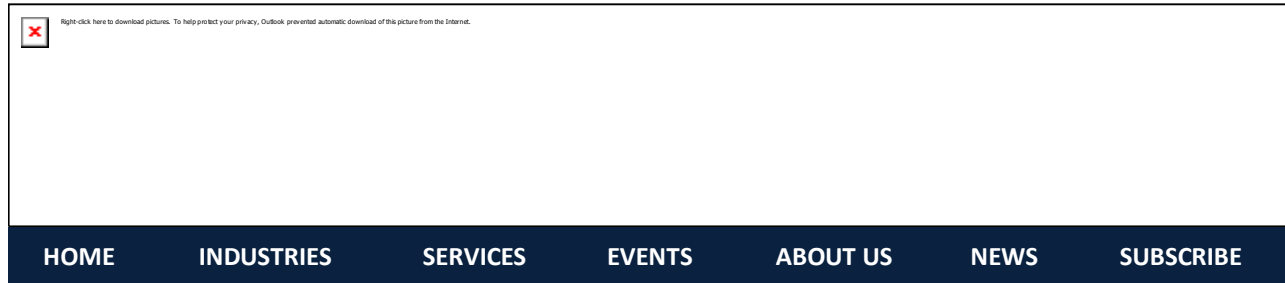 Right-click here to download pictures. To help protect your privacy, Outlook prevented automatic download of this picture from the Internet.
HOME INDUSTRIES SERVICES EVENTS ABOUT US NEWS SUBSCRIBE